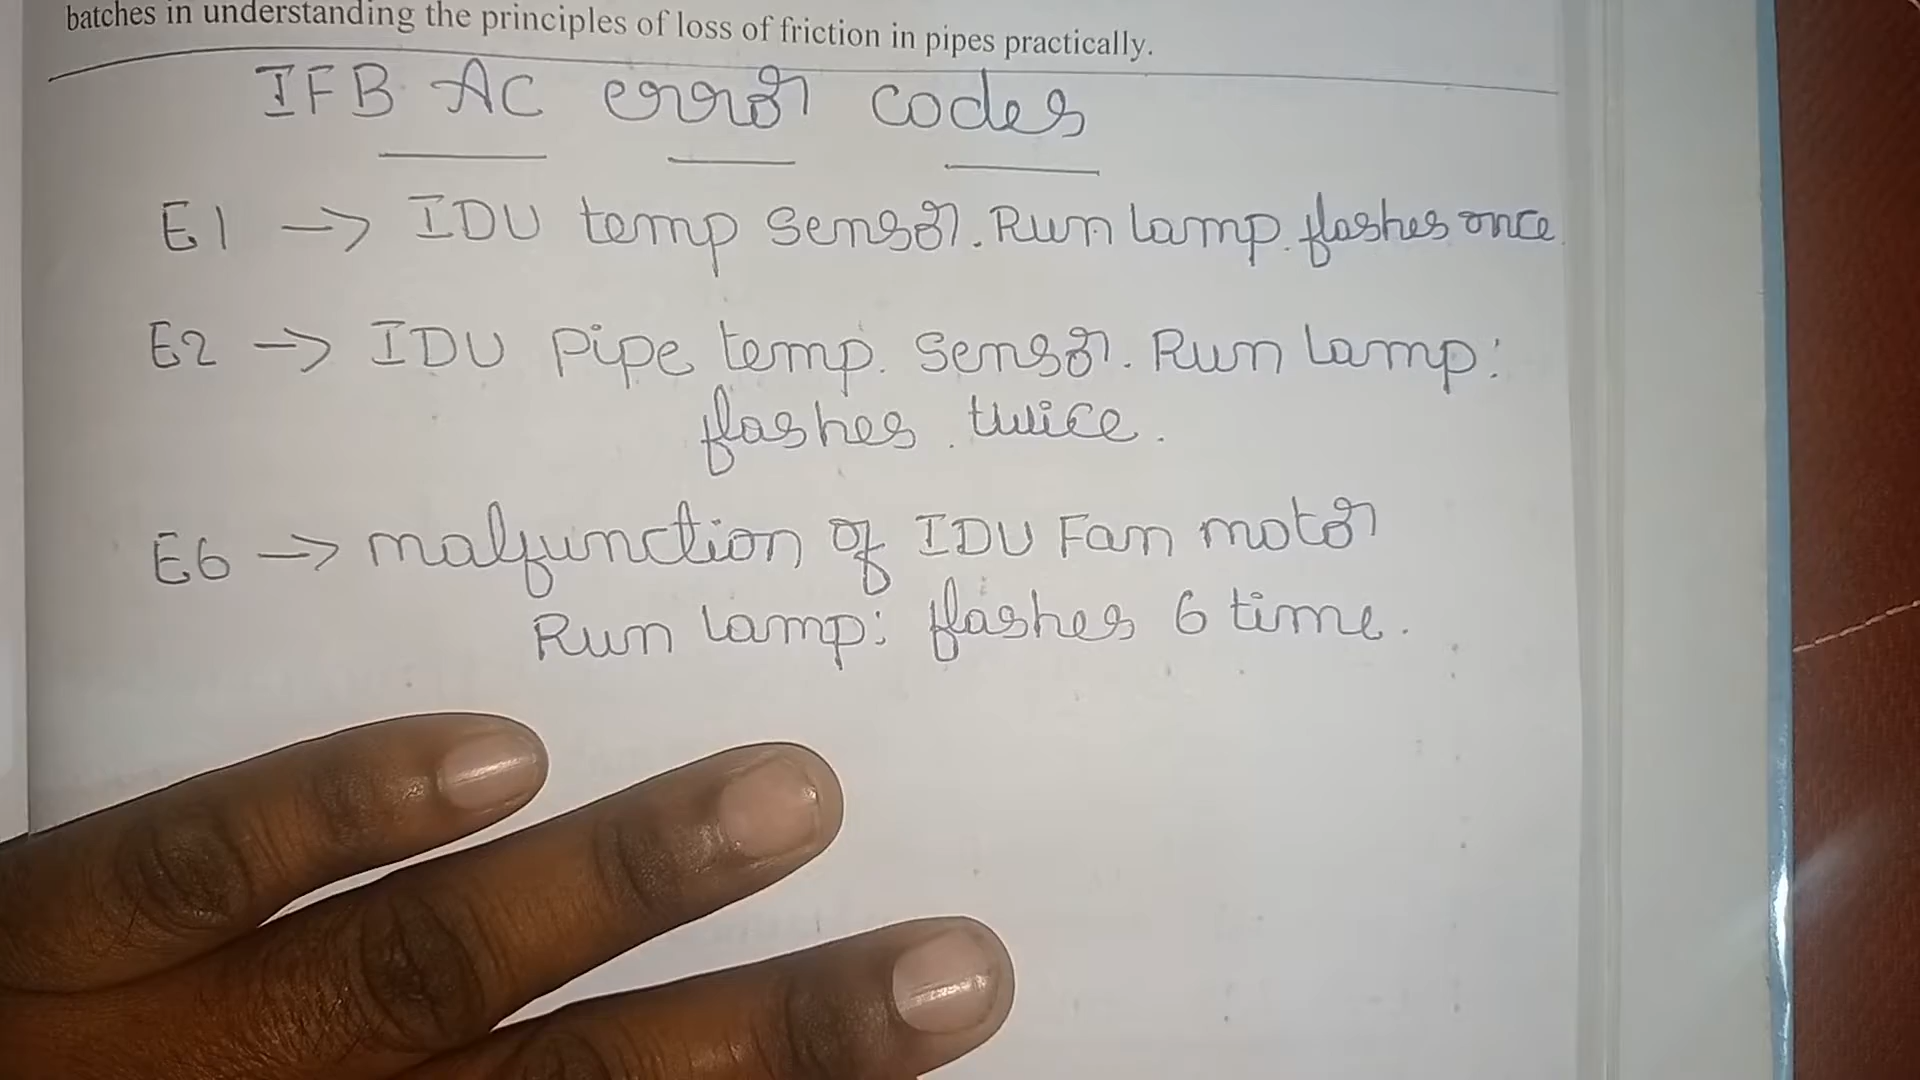 batches in understanding the principles of loss of friction in pipes practically.
IFB AC error codes
E1 -> IDU temp sensor. Run lamp. flashes once
E2 -> IDU Pipe temp. sensor. Run lamp:
flashes. twice.
E6 -> malfunction of IDU Fan motor
Run lamp: flashes 6 time.